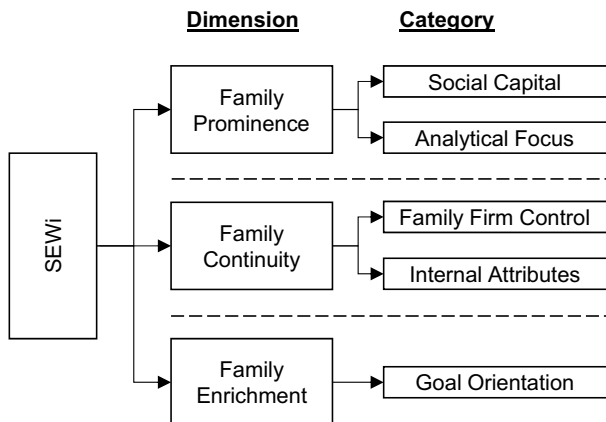 Dimension
Category
Family
Prominence
Social Capital
Analytical Focus
SEWi
Family
Continuity
Family Firm Control
Internal Attributes
Family
Enrichment
Goal Orientation